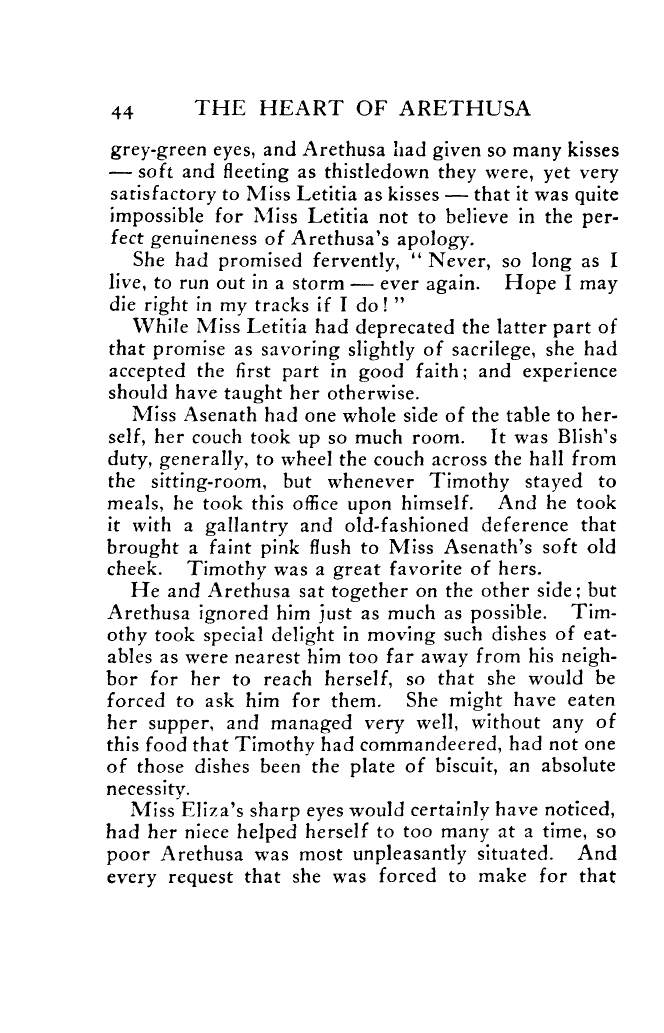 44 THE HEART OF ARETHUSA
grey-green eyes, and Arethusa had given so many kisses
— soft and fleeting as thistledown they were, yet very
satisfactory to Miss Letitia as kisses — that it was quite
impossible for Miss Letitia not to believe in the per-
fect genuineness of Arethusa's apology.
She had promised fervently, "Never, so long as I
live, to run out in a storm — ever again. Hope I may
die right in my tracks if I do!"
While Miss Letitia had deprecated the latter part of
that promise as savoring slightly of sacrilege, she had
accepted the first part in good faith; and experience
should have taught her otherwise.
Miss Asenath had one whole side of the table to her-
self, her couch took up so much room. It was Blish's
duty, generally, to wheel the couch across the hall from
the sitting-room, but whenever Timothy stayed to
meals, he took this office upon himself. And he took
it with a gallantry and old-fashioned deference that
brought a faint pink flush to Miss Asenath's soft old
cheek. Timothy was a great favorite of hers.
He and Arethusa sat together on the other side; but
Arethusa ignored him just as much as possible. Tim-
othy took special delight in moving such dishes of eat-
ables as were nearest him too far away from his neigh-
bor for her to reach herself, so that she would be
forced to ask him for them. She might have eaten
her supper, and managed very well, without any of
this food that Timothy had commandeered, had not one
of those dishes been the plate of biscuit, an absolute
necessity.
Miss Eliza's sharp eyes would certainly have noticed,
had her niece helped herself to too many at a time, so
poor Arethusa was most unpleasantly situated. And
every request that she was forced to make for that